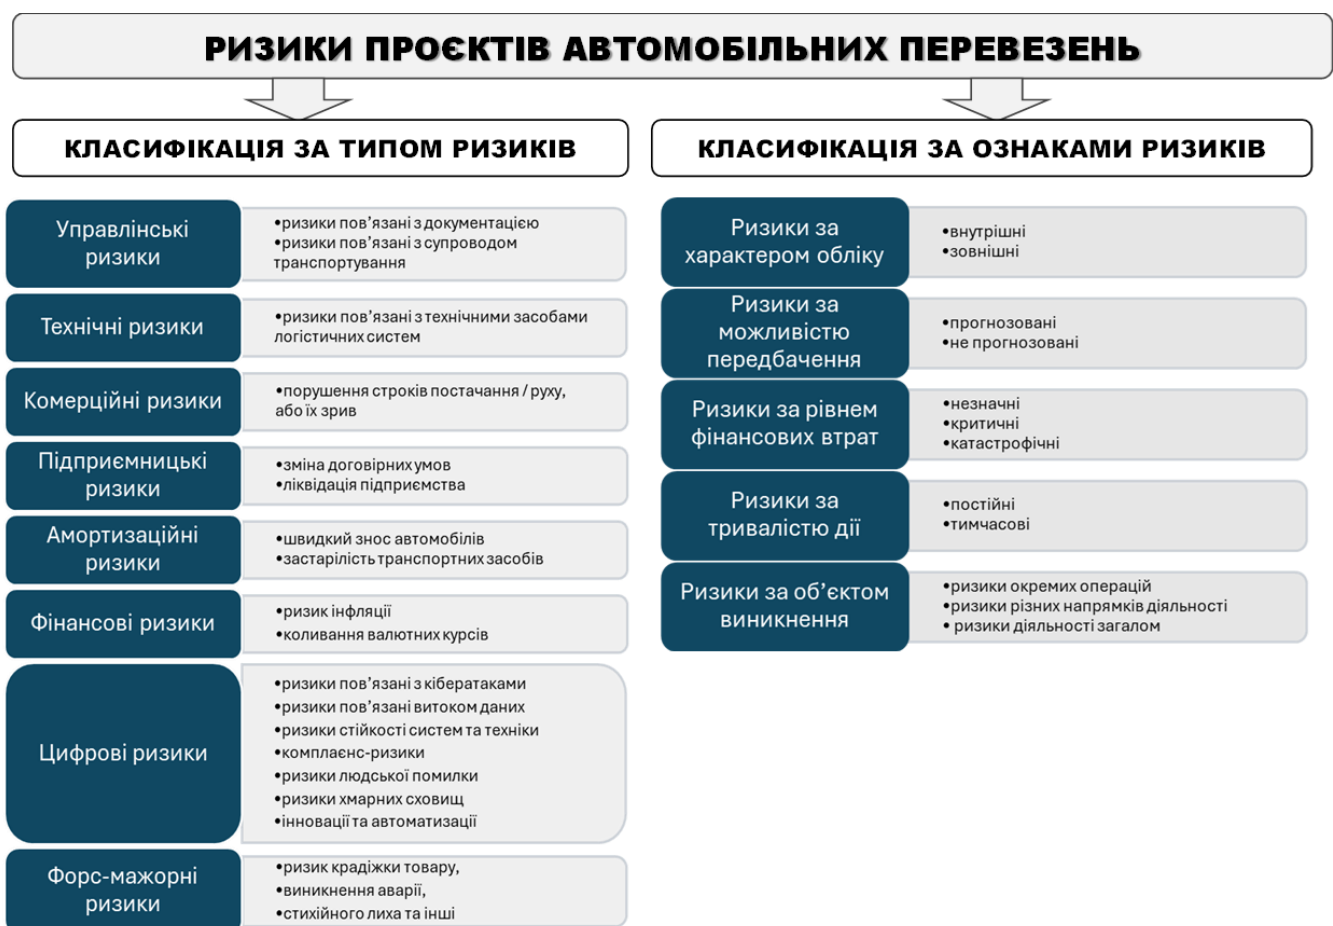 РИЗИКИ ПРОЄКТІВ АВТОМОБІЛЬНИХ ПЕРЕВЕЗЕНЬ
КЛАСИФІКАЦІЯ ЗА ТИПОМ РИЗИКІВ
Управлінські
ризики
•ризики пов’язані з документацією
•ризики пов’язані з супроводом
транспортування
Технічні ризики
•ризики пов’язані з технічними засобами
логістичних систем
Комерційні ризики
•порушення строків постачання / руху,
або їх зрив
Підприємницькі
ризики
•зміна договірних умов
•ліквідація підприємства
Амортизаційні
ризики
•швидкий знос автомобілів
•застарілість транспортних засобів
Фінансові ризики
•ризик інфляції
•коливання валютних курсів
Цифрові ризики
•ризики пов’язані з кібератаками
•ризики пов’язані витоком даних
•ризики стійкості систем та техніки
•комплаєнс-ризики
•ризики людської помилки
•ризики хмарних сховищ
•інновації та автоматизації
Форс-мажорні
ризики
•ризик крадіжки товару,
•виникнення аварії,
•стихійного лиха та інші
КЛАСИФІКАЦІЯ ЗА ОЗНАКАМИ РИЗИКІВ
Ризики за
характером обліку
•внутрішні
•зовнішні
Ризики за
можливістю
передбачення
•прогнозовані
•не прогнозовані
Ризики за рівнем
фінансових втрат
•незначні
•критичні
•катастрофічні
Ризики за
тривалістю дії
•постійні
•тимчасові
Ризики за об’єктом
виникнення
•ризики окремих операцій
•ризики різних напрямків діяльності
• ризики діяльності загалом